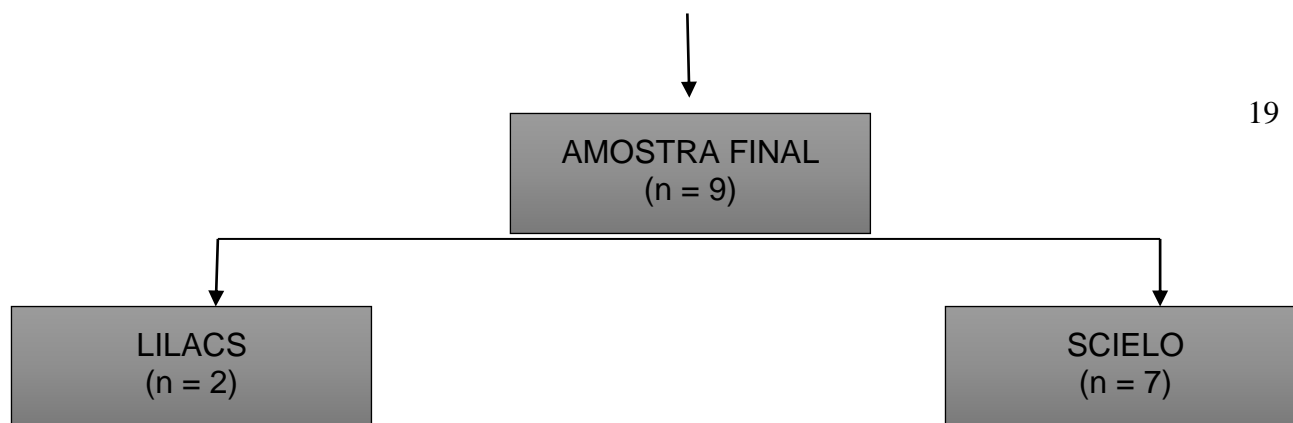 19
AMOSTRA FINAL
(n = 9)
LILACS
(n = 2)
SCIELO
(n = 7)